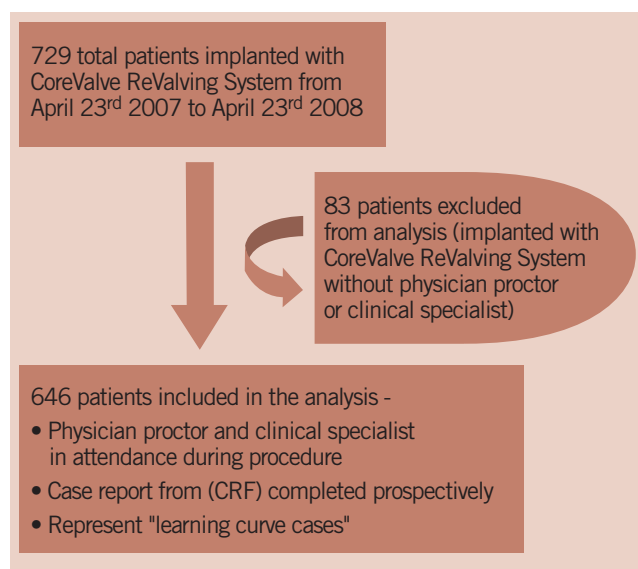 729 total patients implanted with
CoreValve ReValving System from
April 23rd 2007 to April 23rd 2008
83 patients excluded
from analysis (implanted with
CoreValve ReValving System
without physician proctor
or clinical specialist)
646 patients included in the analysis -
• Physician proctor and clinical specialist
in attendance during procedure
• Case report from (CRF) completed prospectively
• Represent "learning curve cases"